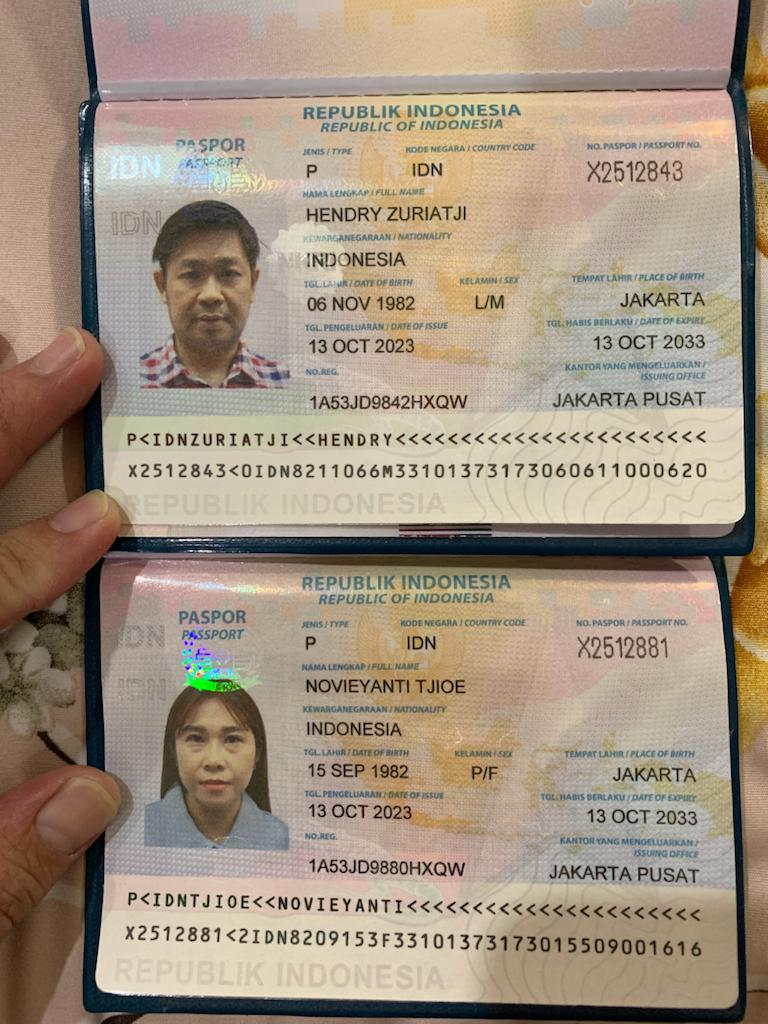 REPUBLIK INDONESIA
REPUBLIC OF INDONESIA
IDN
PASPOR
PASSPORT
JENIS / TYPE
KODE NEGARA / COUNTRY CODE
NO. PASPOR / PASSPORT NO.
P
IDN
X2512843
IDN
NAMA LENGKAP / FULL NAME
HENDRY ZURIATJI
KEWARGANEGARAAN / NATIONALITY
INDONESIA
TGL. LAHIR / DATE OF BIRTH
KELAMIN / SEX
TEMPAT LAHIR / PLACE OF BIRTH
06 NOV 1982
L/M
JAKARTA
TGL. PENGELUARAN / DATE OF ISSUE
TGL. HABIS BERLAKU / DATE OF EXPIRY
13 OCT 2023
13 OCT 2033
NO.REG.
KANTOR YANG MENGELUARKAN /
ISSUING OFFICE
1A53JD9842HXQW
JAKARTA PUSAT
P<IDNZURIATJI<<HENDRY<<<<<<<<<<<<<<<<<<<<<<<
X2512843<0IDN8211066M33101373173060611000620
REPUBLIK INDONESIA
REPUBLIK INDONESIA
REPUBLIC OF INDONESIA
IDN
PASPOR
PASSPORT
JENIS / TYPE
KODE NEGARA / COUNTRY CODE
NO. PASPOR / PASSPORT NO.
P
IDN
X2512881
IDN
NAMA LENGKAP / FULL NAME
NOVIEYANTI TJIOE
KEWARGANEGARAAN / NATIONALITY
INDONESIA
TGL. LAHIR / DATE OF BIRTH
KELAMIN / SEX
TEMPAT LAHIR / PLACE OF BIRTH
15 SEP 1982
P/F
JAKARTA
TGL. PENGELUARAN / DATE OF ISSUE
TGL. HABIS BERLAKU / DATE OF EXPIRY
13 OCT 2023
13 OCT 2033
NO.REG.
KANTOR YANG MENGELUARKAN /
ISSUING OFFICE
1A53JD9880HXQW
JAKARTA PUSAT
P<IDNTJIOE<<NOVIEYANTI<<<<<<<<<<<<<<<<<<<<<<
X2512881<2IDN8209153F33101373173015509001616
REPUBLIK INDONESIA